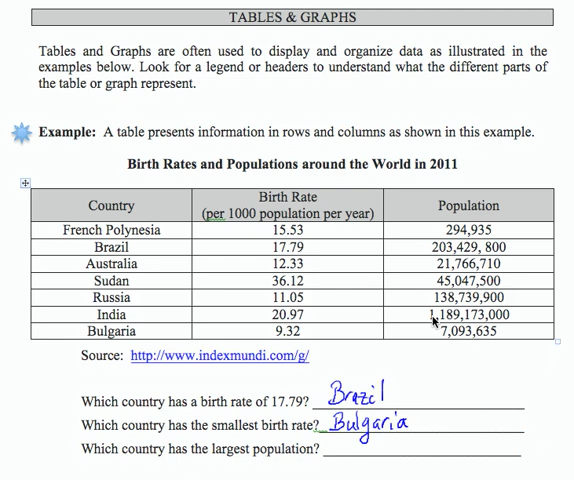 TABLES & GRAPHS
Tables and Graphs are often used to display and organize data as illustrated in the
examples below. Look for a legend or headers to understand what the different parts of
the table or graph represent.
Example: A table presents information in rows and columns as shown in this example.
Birth Rates and Populations around the World in 2011
Country Birth Rate (per 1000 population per year) Population
French Polynesia 15.53 294,935
Brazil 17.79 203,429, 800
Australia 12.33 21,766,710
Sudan 36.12 45,047,500
Russia 11.05 138,739,900
India 20.97 1,189,173,000
Bulgaria 9.32 7,093,635
Source: http://www.indexmundi.com/g/
Which country has a birth rate of 17.79? Brazil
Which country has the smallest birth rate? Bulgaria
Which country has the largest population?